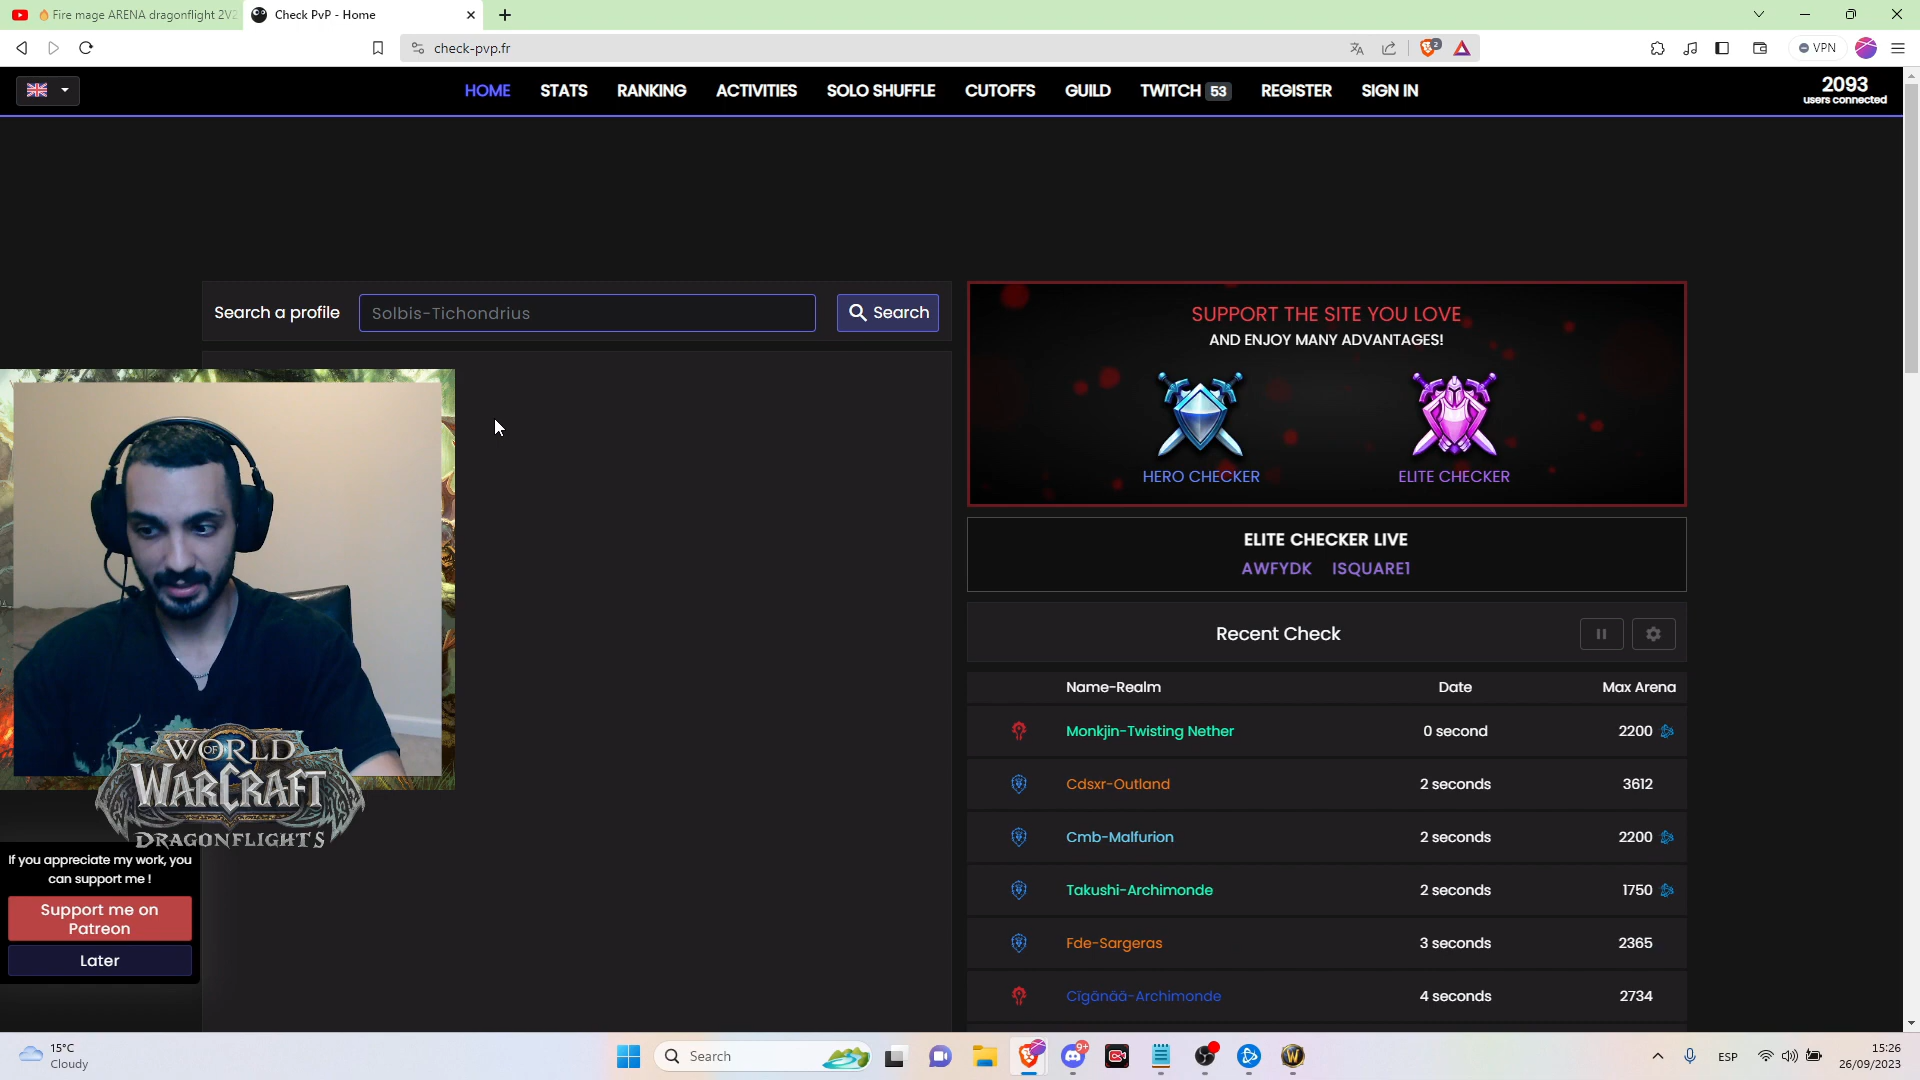 🔥 Fire mage ARENA dragonflight 2V2
Check PvP - Home
check-pvp.fr
2
VPN
HOME
STATS
RANKING
ACTIVITIES
SOLO SHUFFLE
CUTOFFS
GUILD
TWITCH 53
REGISTER
SIGN IN
2093
users connected
Search a profile
Solbis-Tichondrius
Search
SUPPORT THE SITE YOU LOVE
AND ENJOY MANY ADVANTAGES!
HERO CHECKER
ELITE CHECKER
ELITE CHECKER LIVE
AWFYDK ISQUARE1
Recent Check
Name-Realm Date Max Arena
Monkjin-Twisting Nether 0 second 2200
Cdsxr-Outland 2 seconds 3612
Cmb-Malfurion 2 seconds 2200
Takushi-Archimonde 2 seconds 1750
Fde-Sargeras 3 seconds 2365
Cïgänáâ-Archimonde 4 seconds 2734
WORLD
OF
WARCRAFT
DRAGONFLIGHTS
If you appreciate my work, you
can support me !
Support me on
Patreon
Later
15°C
Cloudy
Search
9+
ESP
15:26
26/09/2023